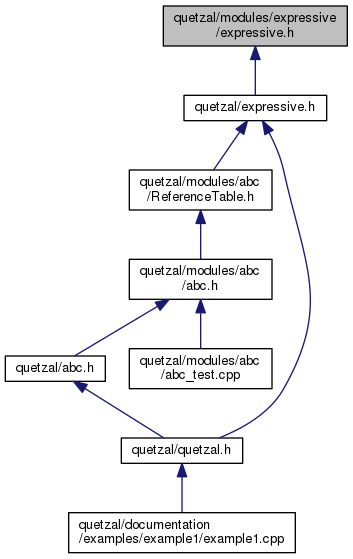 quetzal/modules/expressive
/expressive.h
quetzal/expressive.h
quetzal/modules/abc
/ReferenceTable.h
quetzal/modules/abc
/abc.h
quetzal/abc.h
quetzal/modules/abc
/abc_test.cpp
quetzal/quetzal.h
quetzal/documentation
/examples/example1/example1.cpp